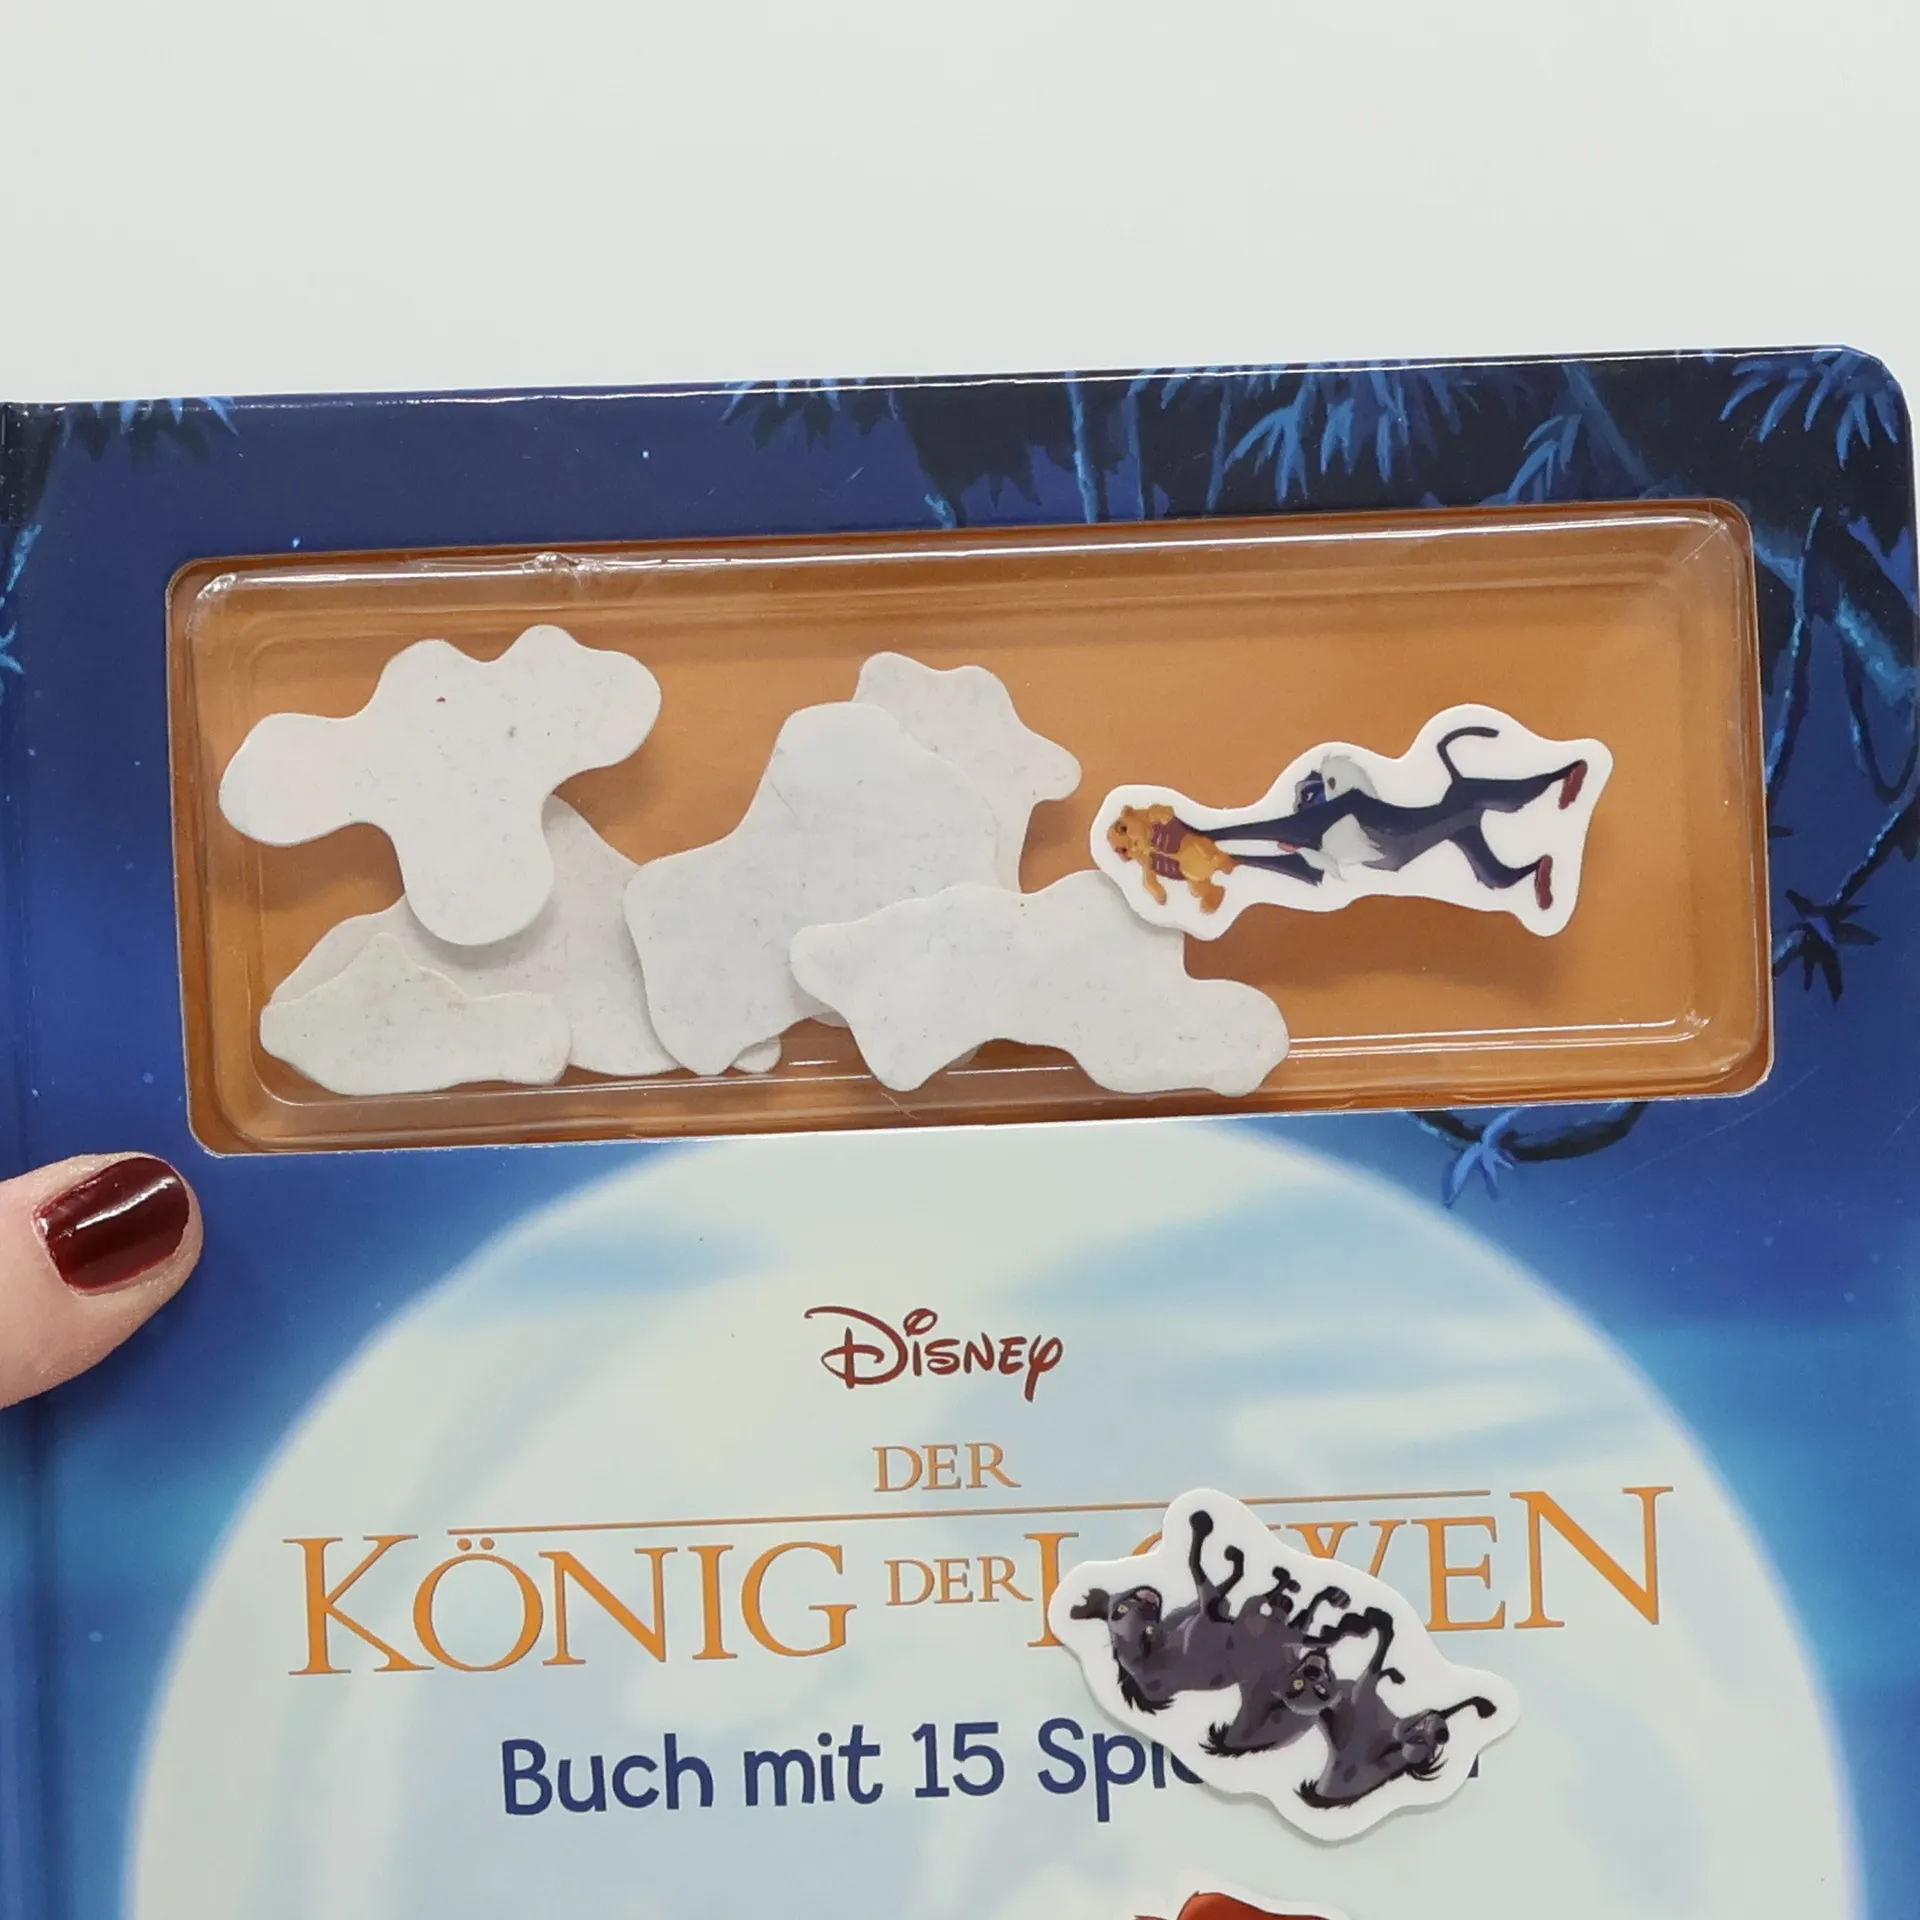 Disney
DER
KÖNIG DER
Buch mit 15